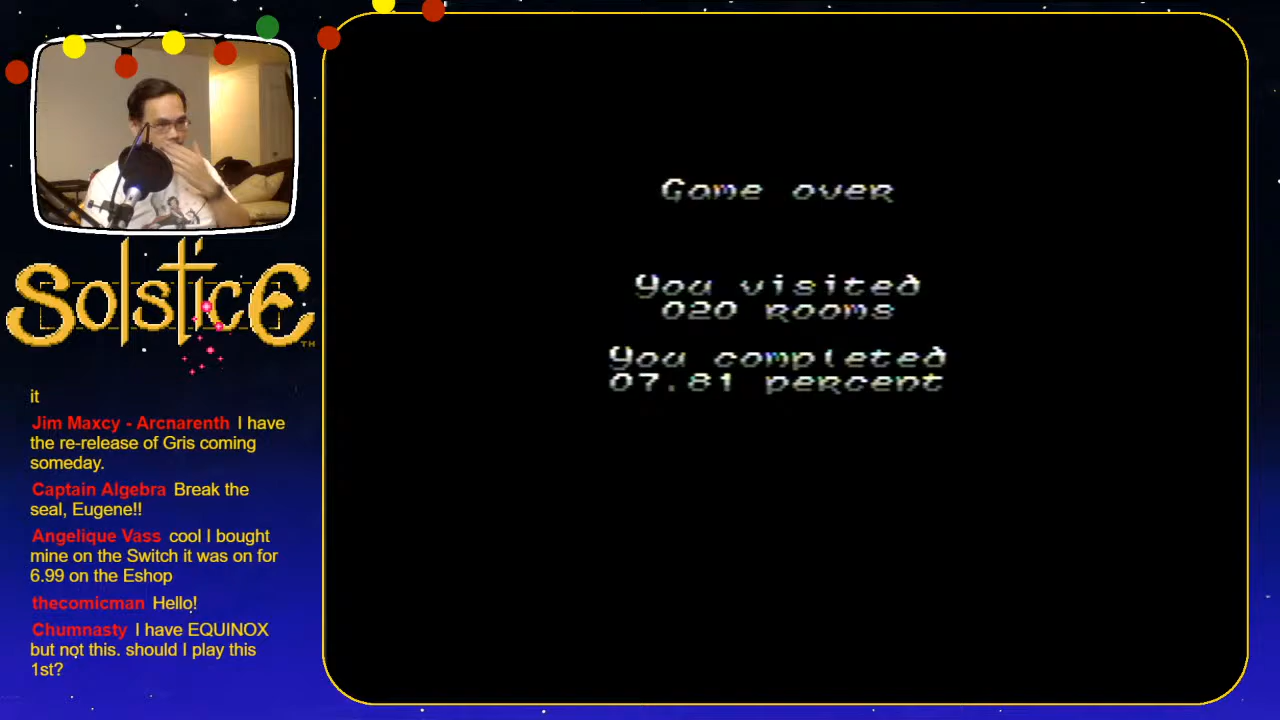 Game over
You visited
020 rooms
You completed
07.81 percent
Solstice
TM
it
Jim Maxcy - Arcnarenth I have
the re-release of Gris coming
someday.
Captain Algebra Break the
seal, Eugene!!
Angelique Vass cool I bought
mine on the Switch it was on for
6.99 on the Eshop
thecomicman Hello!
Chumnasty I have EQUINOX
but not this. should I play this
1st?